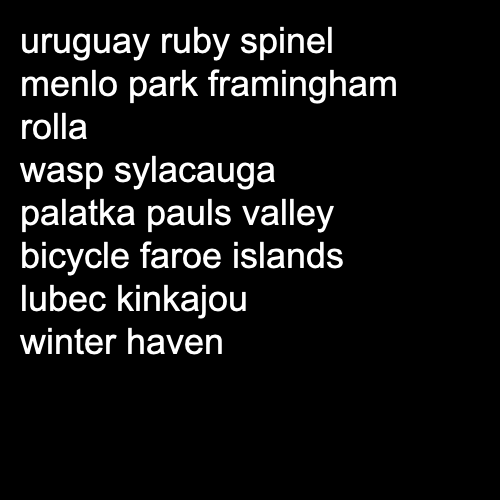 uruguay ruby spinel
menlo park framingham
rolla
wasp sylacauga
palatka pauls valley
bicycle faroe islands
lubec kinkajou
winter haven